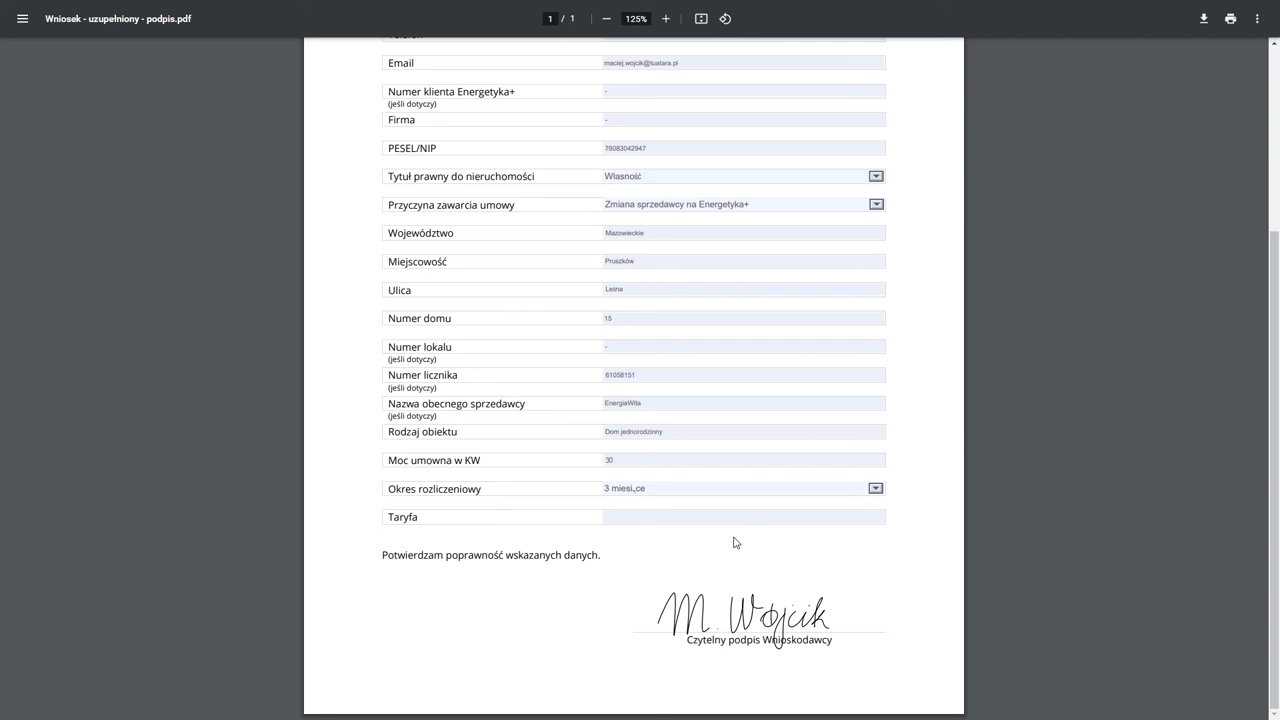 Wniosek - uzupełniony - podpis.pdf
1 / 1
125%
Email maciej.wojcik@tuatara.pl
Numer klienta Energetyka+ -
(jeśli dotyczy)
Firma -
PESEL/NIP 78083042947
Tytuł prawny do nieruchomości Własność
Przyczyna zawarcia umowy Zmiana sprzedawcy na Energetyka+
Województwo Mazowieckie
Miejscowość Pruszków
Ulica Leśna
Numer domu 15
Numer lokalu -
(jeśli dotyczy)
Numer licznika 61058151
(jeśli dotyczy)
Nazwa obecnego sprzedawcy EnergiaWita
(jeśli dotyczy)
Rodzaj obiektu Dom jednorodzinny
Moc umowna w KW 30
Okres rozliczeniowy 3 miesi„ce
Taryfa
Potwierdzam poprawność wskazanych danych.
M. Wojcik
Czytelny podpis Wnioskodawcy